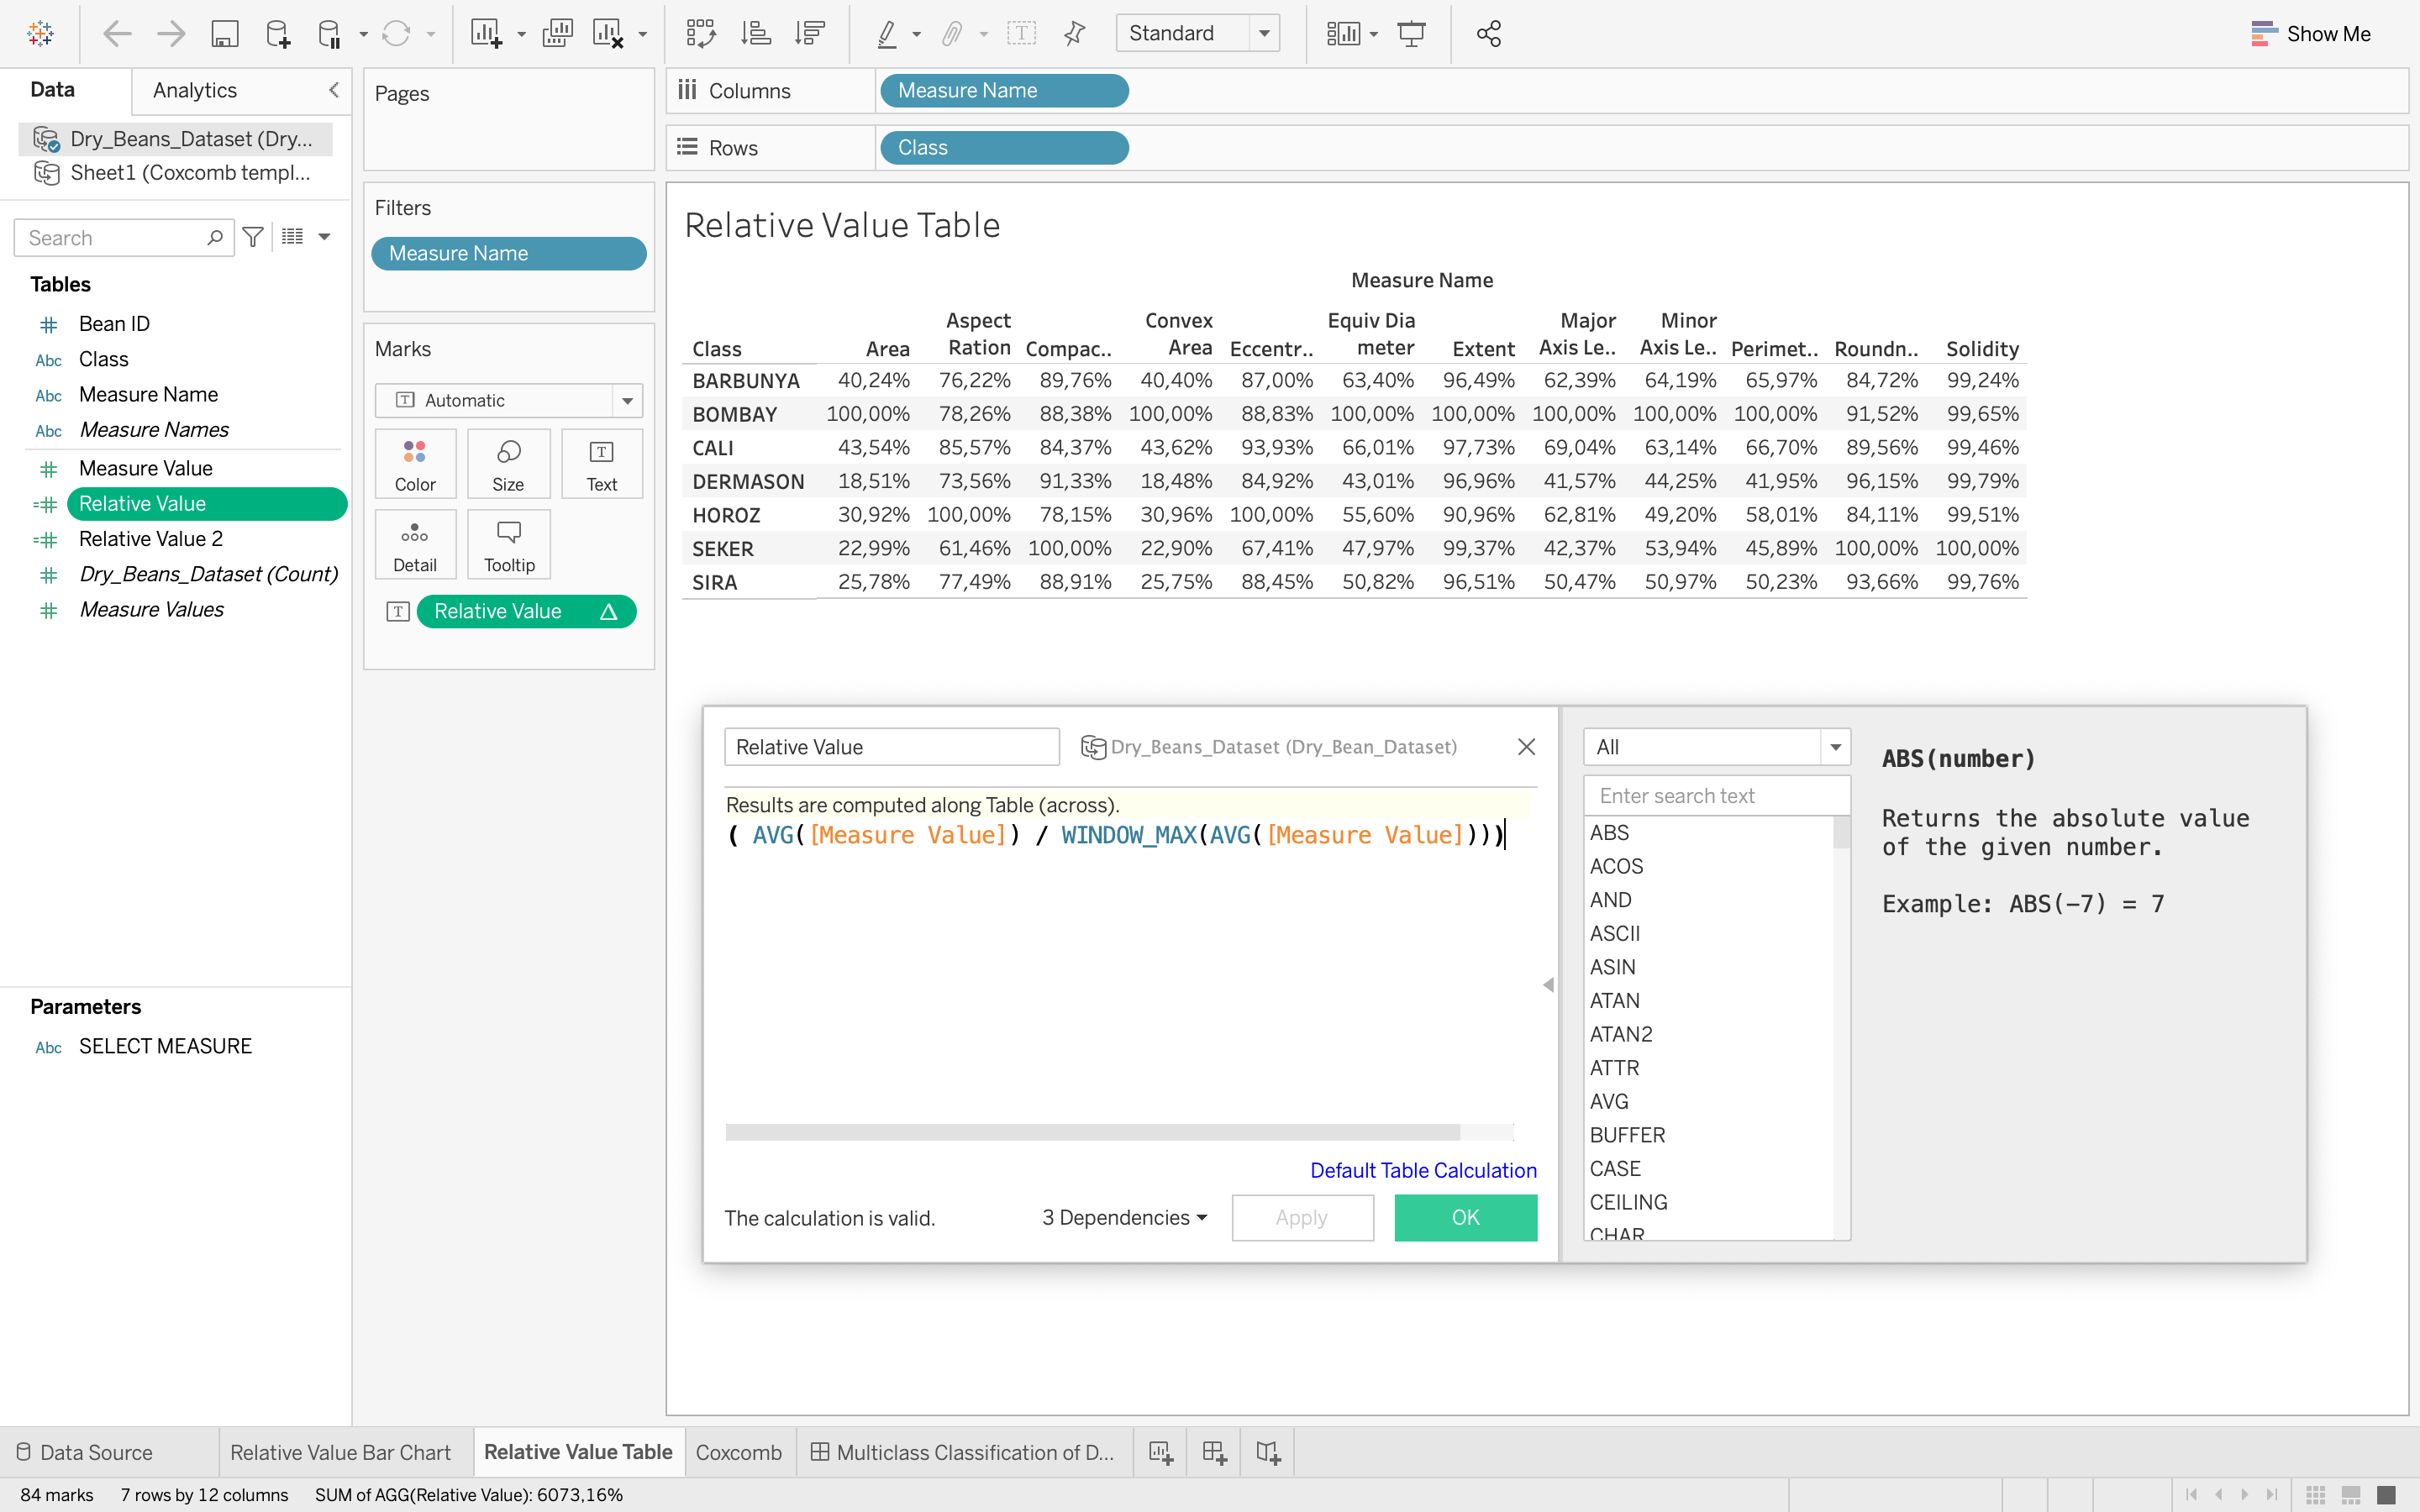 Standard
Show Me
Data
Analytics
Dry_Beans_Dataset (Dry...
Sheet1 (Coxcomb templ...
Search
Tables
Bean ID
Abc Class
Abc Measure Name
Abc Measure Names
Measure Value
Relative Value
Relative Value 2
Dry_Beans_Dataset (Count)
Measure Values
Parameters
Abc SELECT MEASURE
Pages
Filters
Measure Name
Marks
T Automatic
Color
Size
T Text
Detail
Tooltip
T Relative Value Δ
Columns
Measure Name
Rows
Class
Relative Value Table
Measure Name
Class Area Aspect Ration Compac.. Convex Area Eccentr.. Equiv Dia meter Extent Major Axis Le.. Minor Axis Le.. Perimet.. Roundn.. Solidity
BARBUNYA 40,24% 76,22% 89,76% 40,40% 87,00% 63,40% 96,49% 62,39% 64,19% 65,97% 84,72% 99,24%
BOMBAY 100,00% 78,26% 88,38% 100,00% 88,83% 100,00% 100,00% 100,00% 100,00% 100,00% 91,52% 99,65%
CALI 43,54% 85,57% 84,37% 43,62% 93,93% 66,01% 97,73% 69,04% 63,14% 66,70% 89,56% 99,46%
DERMASON 18,51% 73,56% 91,33% 18,48% 84,92% 43,01% 96,96% 41,57% 44,25% 41,95% 96,15% 99,79%
HOROZ 30,92% 100,00% 78,15% 30,96% 100,00% 55,60% 90,96% 62,81% 49,20% 58,01% 84,11% 99,51%
SEKER 22,99% 61,46% 100,00% 22,90% 67,41% 47,97% 99,37% 42,37% 53,94% 45,89% 100,00% 100,00%
SIRA 25,78% 77,49% 88,91% 25,75% 88,45% 50,82% 96,51% 50,47% 50,97% 50,23% 93,66% 99,76%
Relative Value
Dry_Beans_Dataset (Dry_Bean_Dataset)
Results are computed along Table (across).
( AVG([Measure Value]) / WINDOW_MAX(AVG([Measure Value])))
Default Table Calculation
The calculation is valid.
3 Dependencies
Apply
OK
All
Enter search text
ABS
ACOS
AND
ASCII
ASIN
ATAN
ATAN2
ATTR
AVG
BUFFER
CASE
CEILING
CHAR
ABS(number)
Returns the absolute value
of the given number.
Example: ABS(-7) = 7
Data Source
Relative Value Bar Chart
Relative Value Table
Coxcomb
Multiclass Classification of D...
84 marks
7 rows by 12 columns
SUM of AGG(Relative Value): 6073,16%